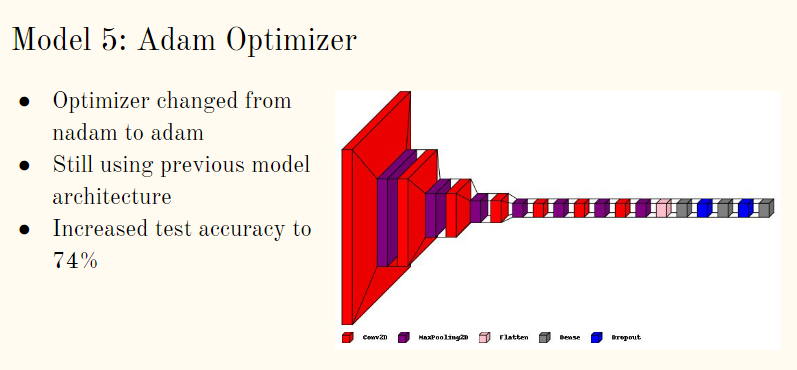 Model 5: Adam Optimizer
● Optimizer changed from
nadam to adam
● Still using previous model
architecture
● Increased test accuracy to
74%
Conv2D MaxPooling2D Flatten Dense Dropout